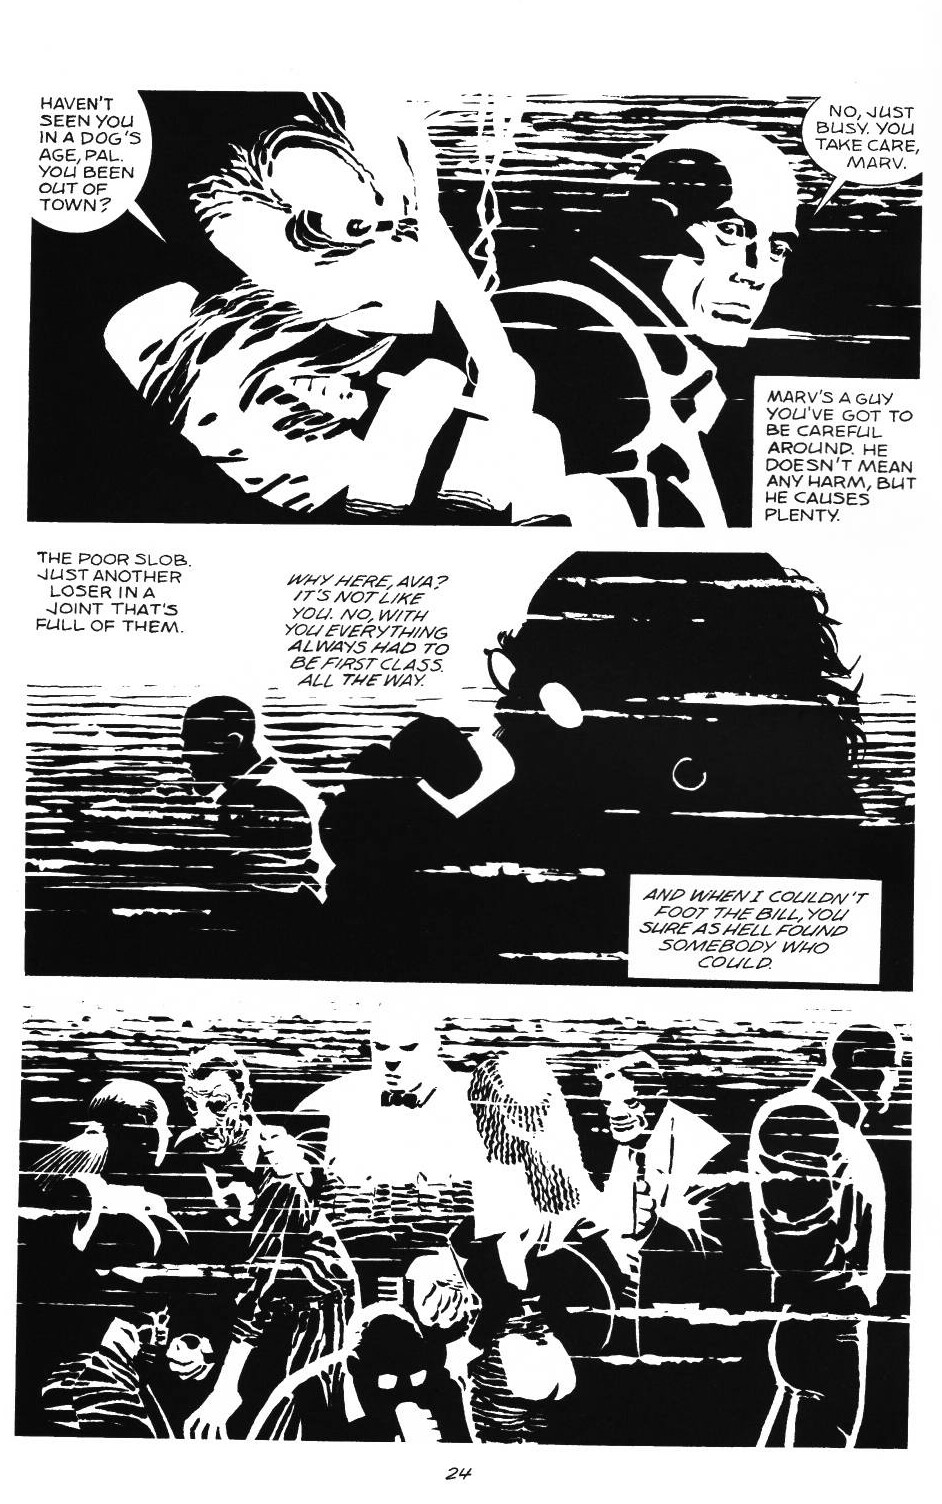 HAVEN'T
SEEN YOU
IN A DOG'S
AGE, PAL.
YOU BEEN
OUT OF
TOWN?
NO, JUST
BUSY. YOU
TAKE CARE,
MARV.
MARV'S A GUY
YOU'VE GOT TO
BE CAREFUL
AROUND. HE
DOESN'T MEAN
ANY HARM, BUT
HE CAUSES
PLENTY.
THE POOR SLOB.
JUST ANOTHER
LOSER IN A
JOINT THAT'S
FULL OF THEM.
WHY HERE, AVA?
IT'S NOT LIKE
YOU. NO, WITH
YOU EVERYTHING
ALWAYS HAD TO
BE FIRST CLASS.
ALL THE WAY.
AND WHEN I COULDN'T
FOOT THE BILL, YOU
SURE AS HELL FOUND
SOMEBODY WHO
COULD.
24